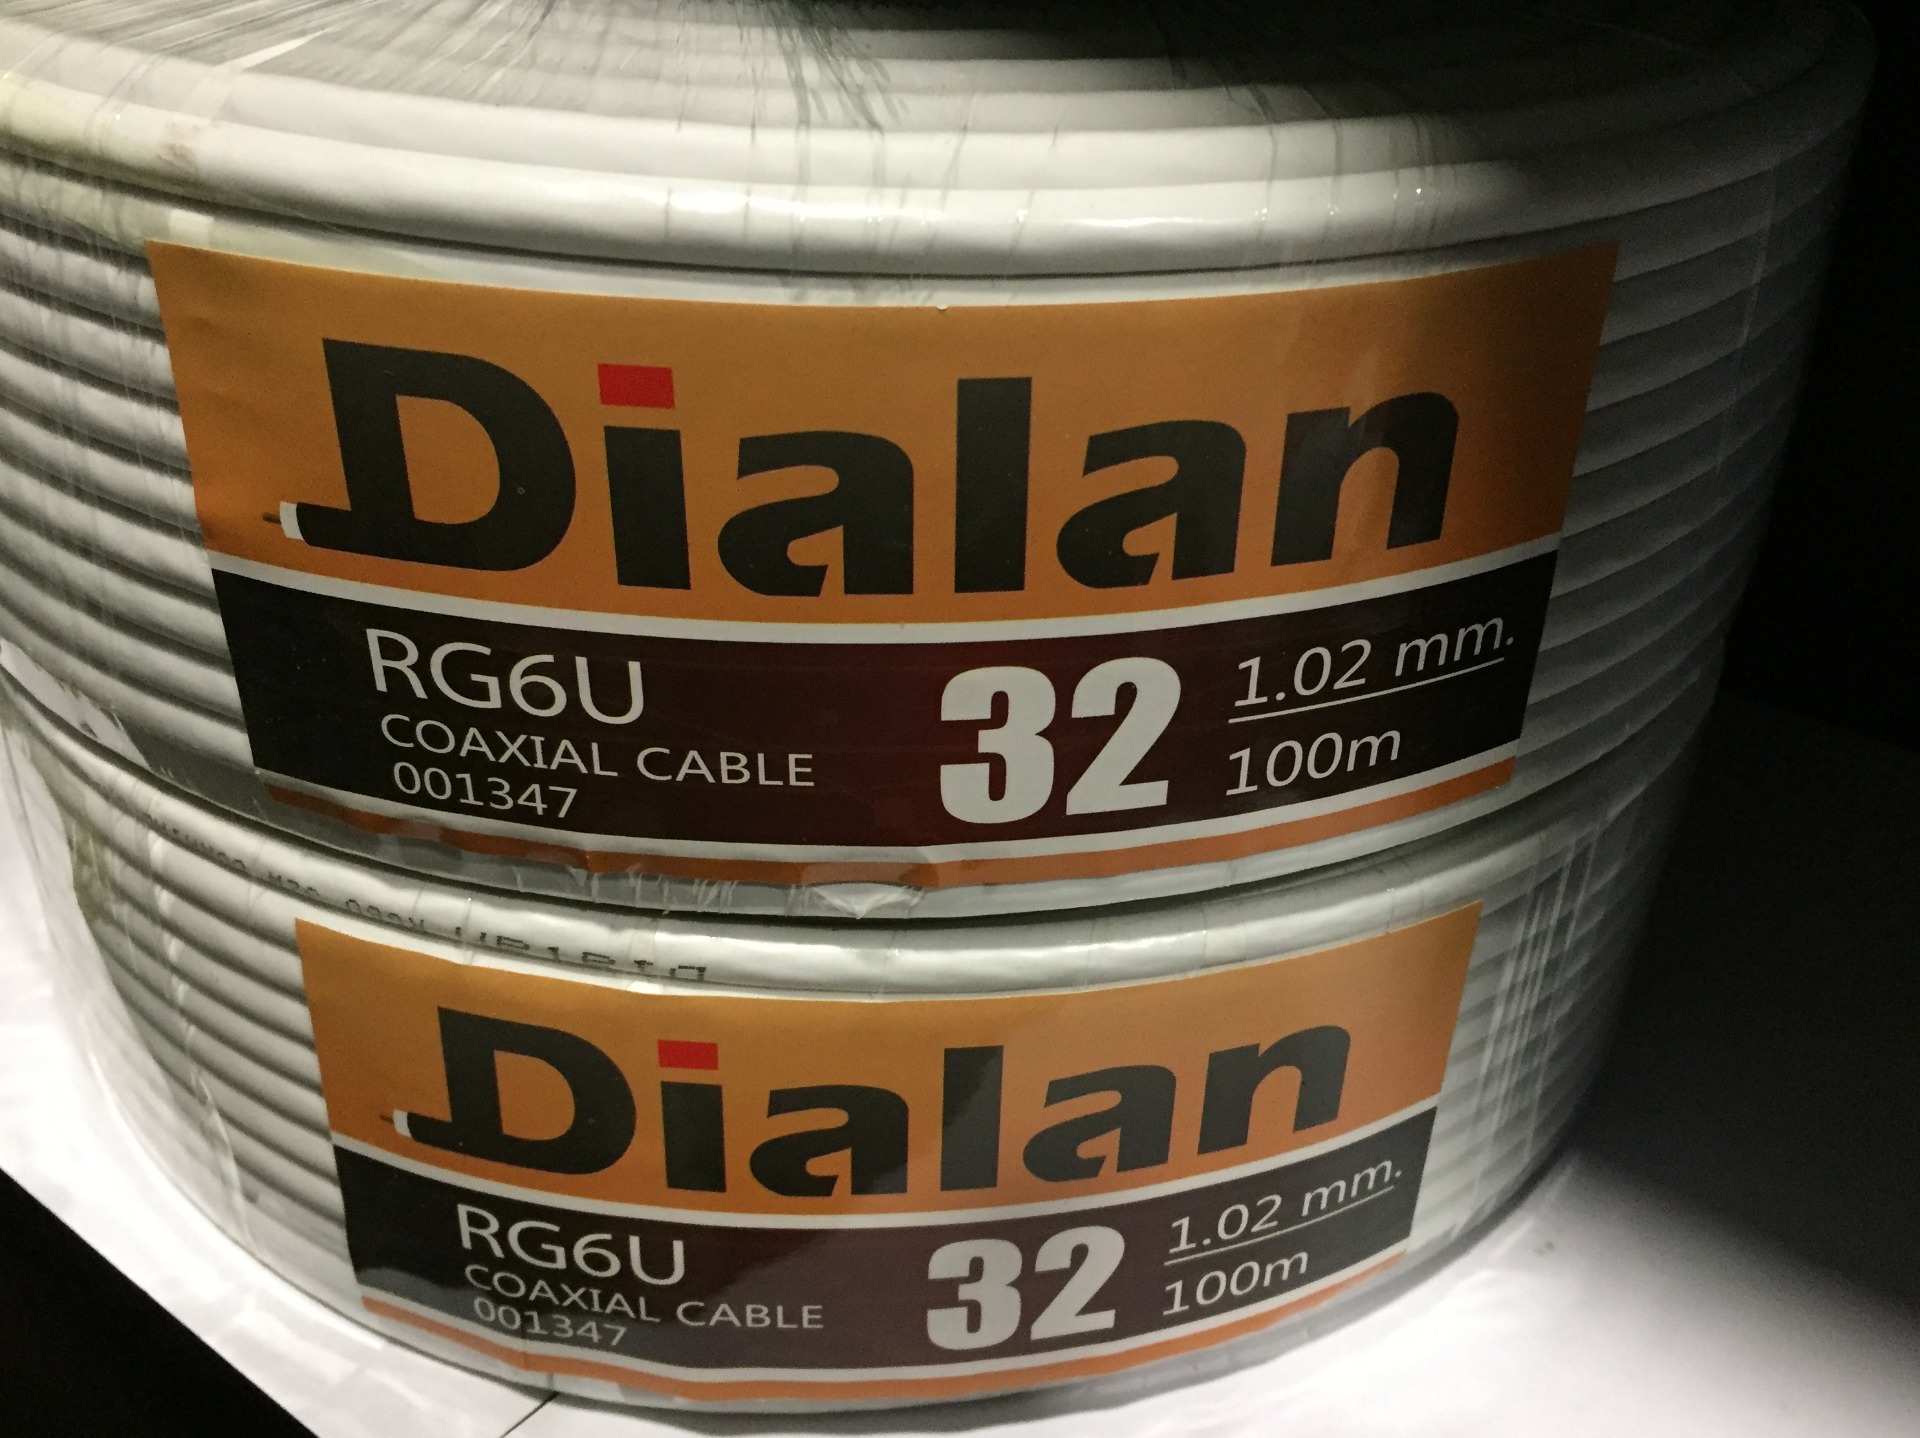 Dialan
RG6U
COAXIAL CABLE
001347
32
1.02 mm.
100m
Dialan
RG6U
COAXIAL CABLE
001347
32
1.02 mm.
100m